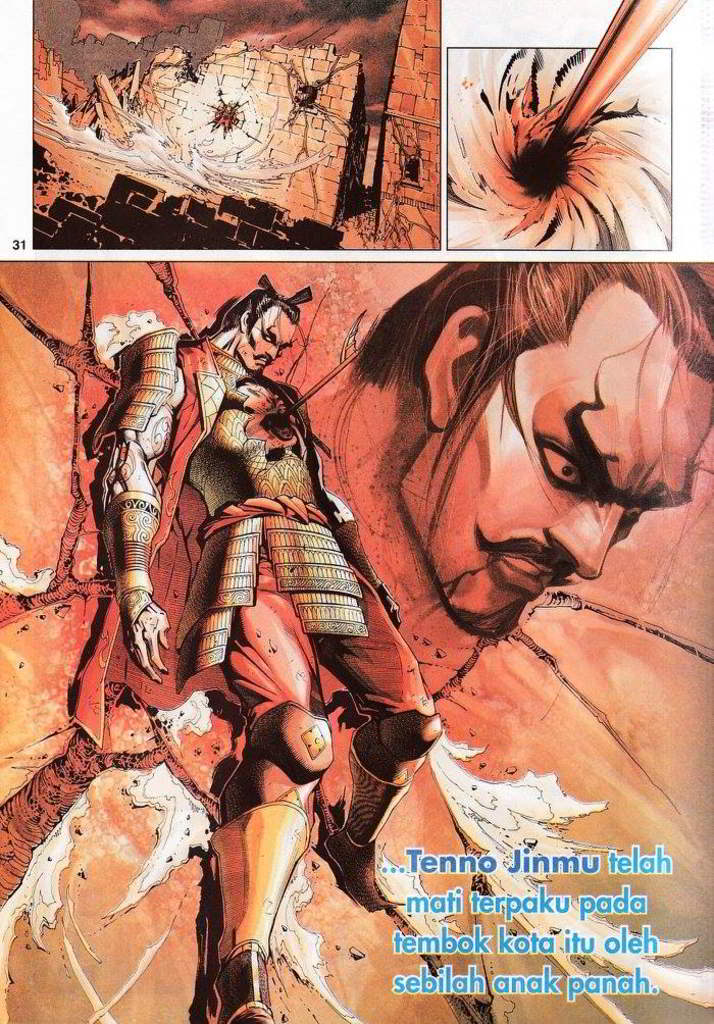 31
...Tenno Jinmu telah
mati terpaku pada
tembok kota itu oleh
sebilah anak panah.